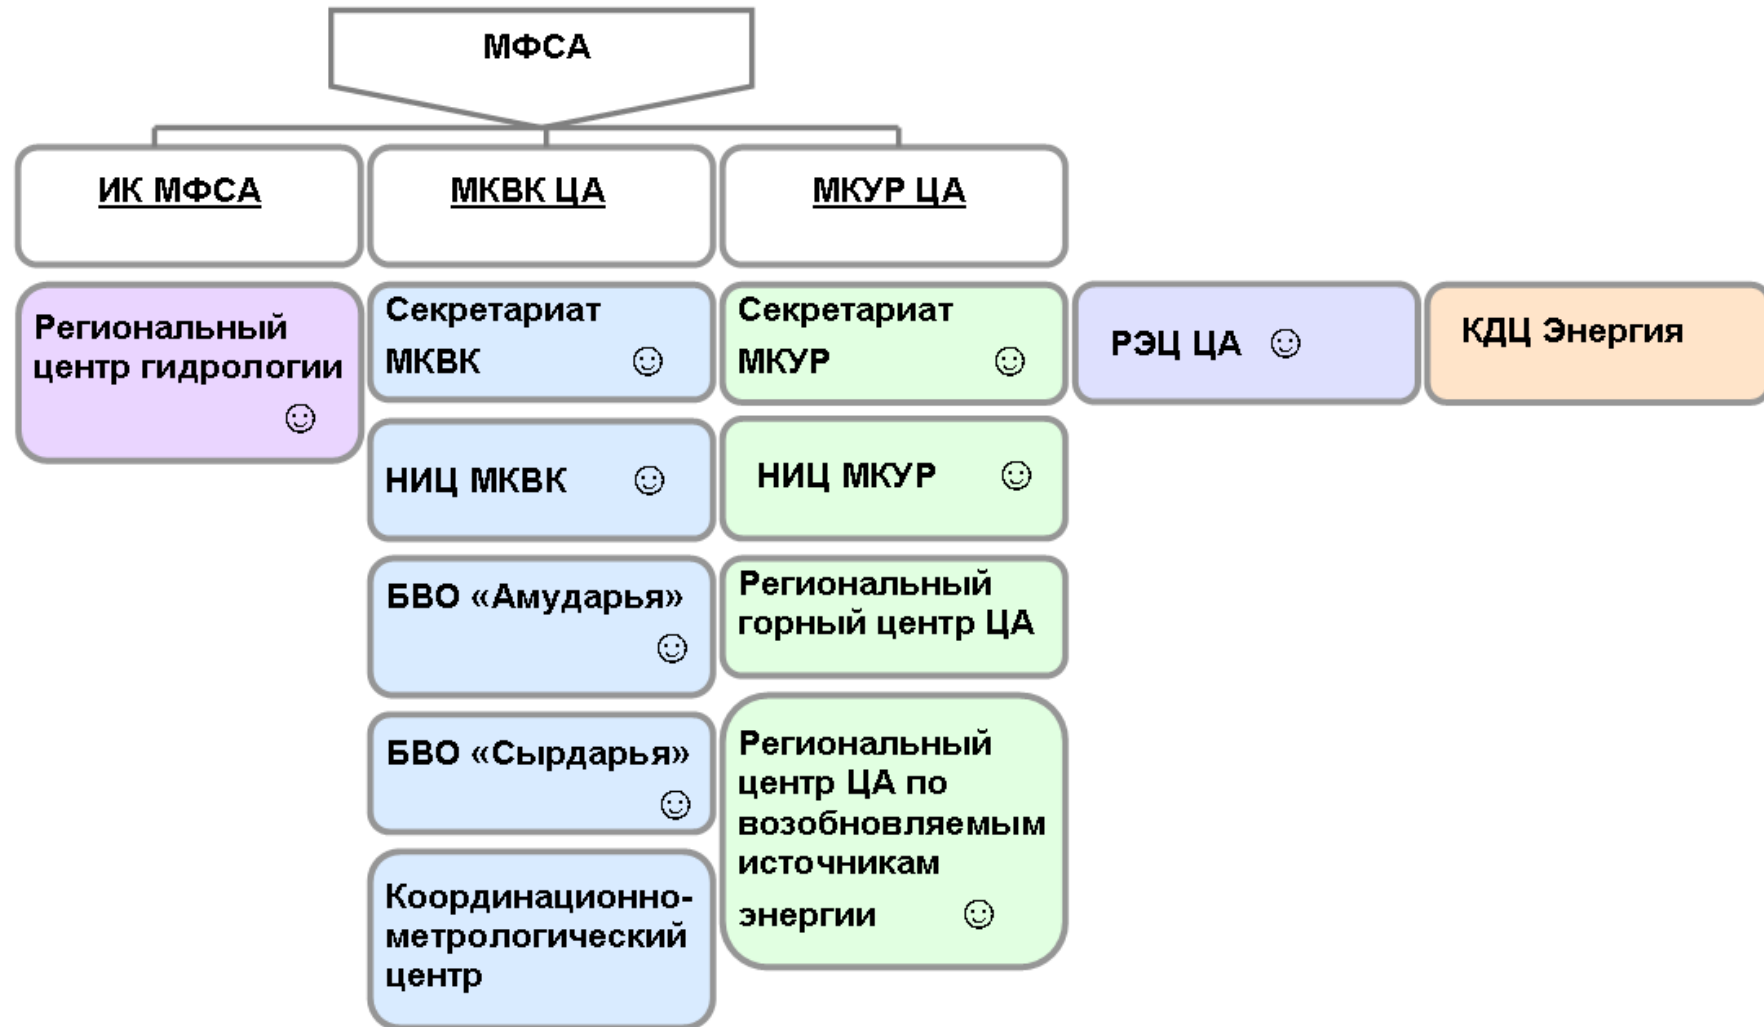 МФСА
ИК МФСА
МКВК ЦА
МКУР ЦА
Региональный
центр гидрологии
☺
Секретариат
МКВК ☺
НИЦ МКВК ☺
БВО «Амударья»
☺
БВО «Сырдарья»
☺
Координационно-
метрологический
центр
Секретариат
МКУР ☺
НИЦ МКУР ☺
Региональный
горный центр ЦА
Региональный
центр ЦА по
возобновляемым
источникам
энергии ☺
РЭЦ ЦА ☺
КДЦ Энергия